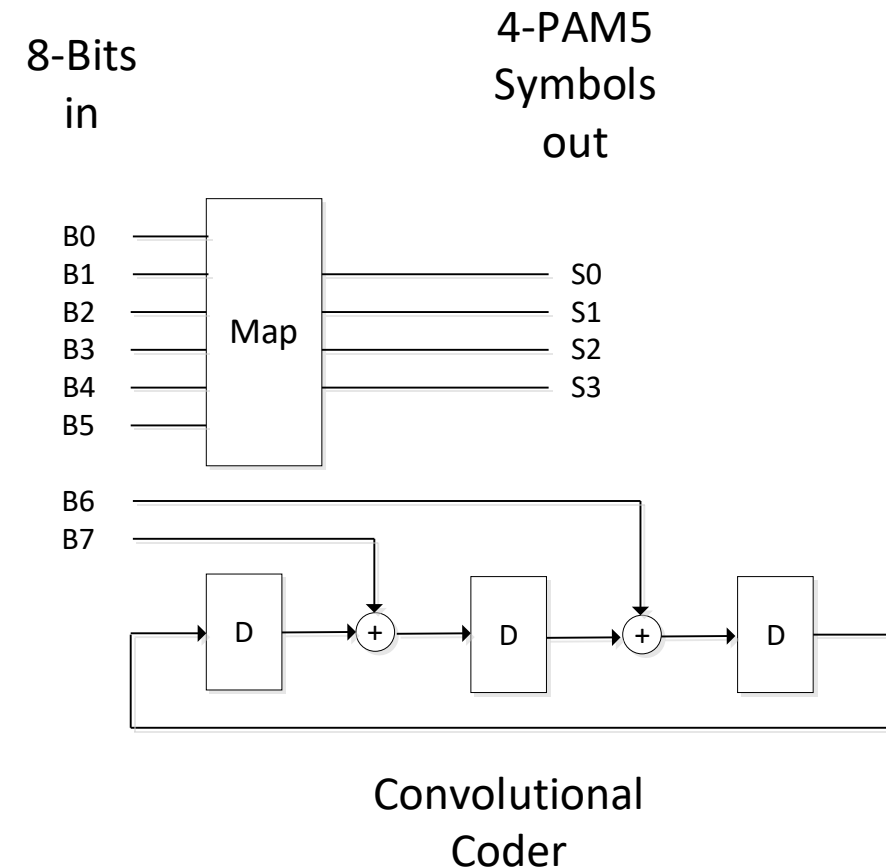 8-Bits
in
4-PAM5
Symbols
out
B0
B1
B2
B3
B4
B5
Map
S0
S1
S2
S3
B6
B7
D
+
D
+
D
Convolutional
Coder